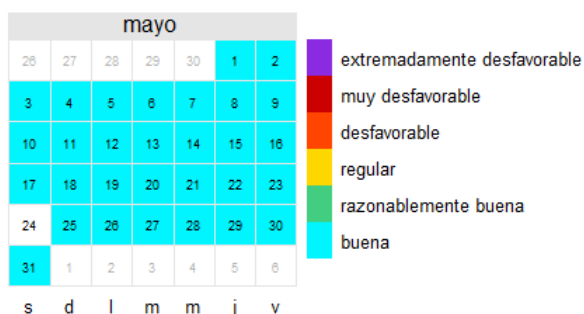 mayo
26 27 28 29 30 1 2
3 4 5 6 7 8 9
10 11 12 13 14 15 16
17 18 19 20 21 22 23
24 25 26 27 28 29 30
31 1 2 3 4 5 6
s d l m m j v
extremadamente desfavorable
muy desfavorable
desfavorable
regular
razonablemente buena
buena